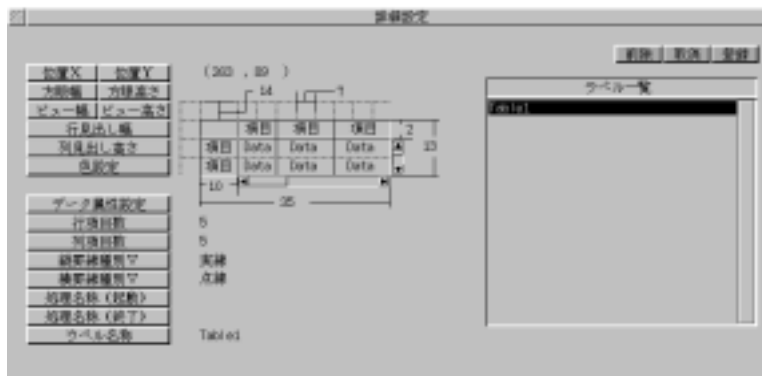 詳細設定
削除 取消 登録
位置X 位置Y (303 , 89 )
方眼幅 方眼高さ 14 7
ビュー幅 ビュー高さ
行見出し幅 項目 項目 項目 2
列見出し高さ 項目 Data Data Data 13
色設定 項目 Data Data Data
10
35
データ属性設定
行項目数 5
列項目数 5
縦罫線種別▽ 実線
横罫線種別▽ 点線
処理名称(起動)
処理名称(終了)
ラベル名称 Table1
ラベル一覧
Table1